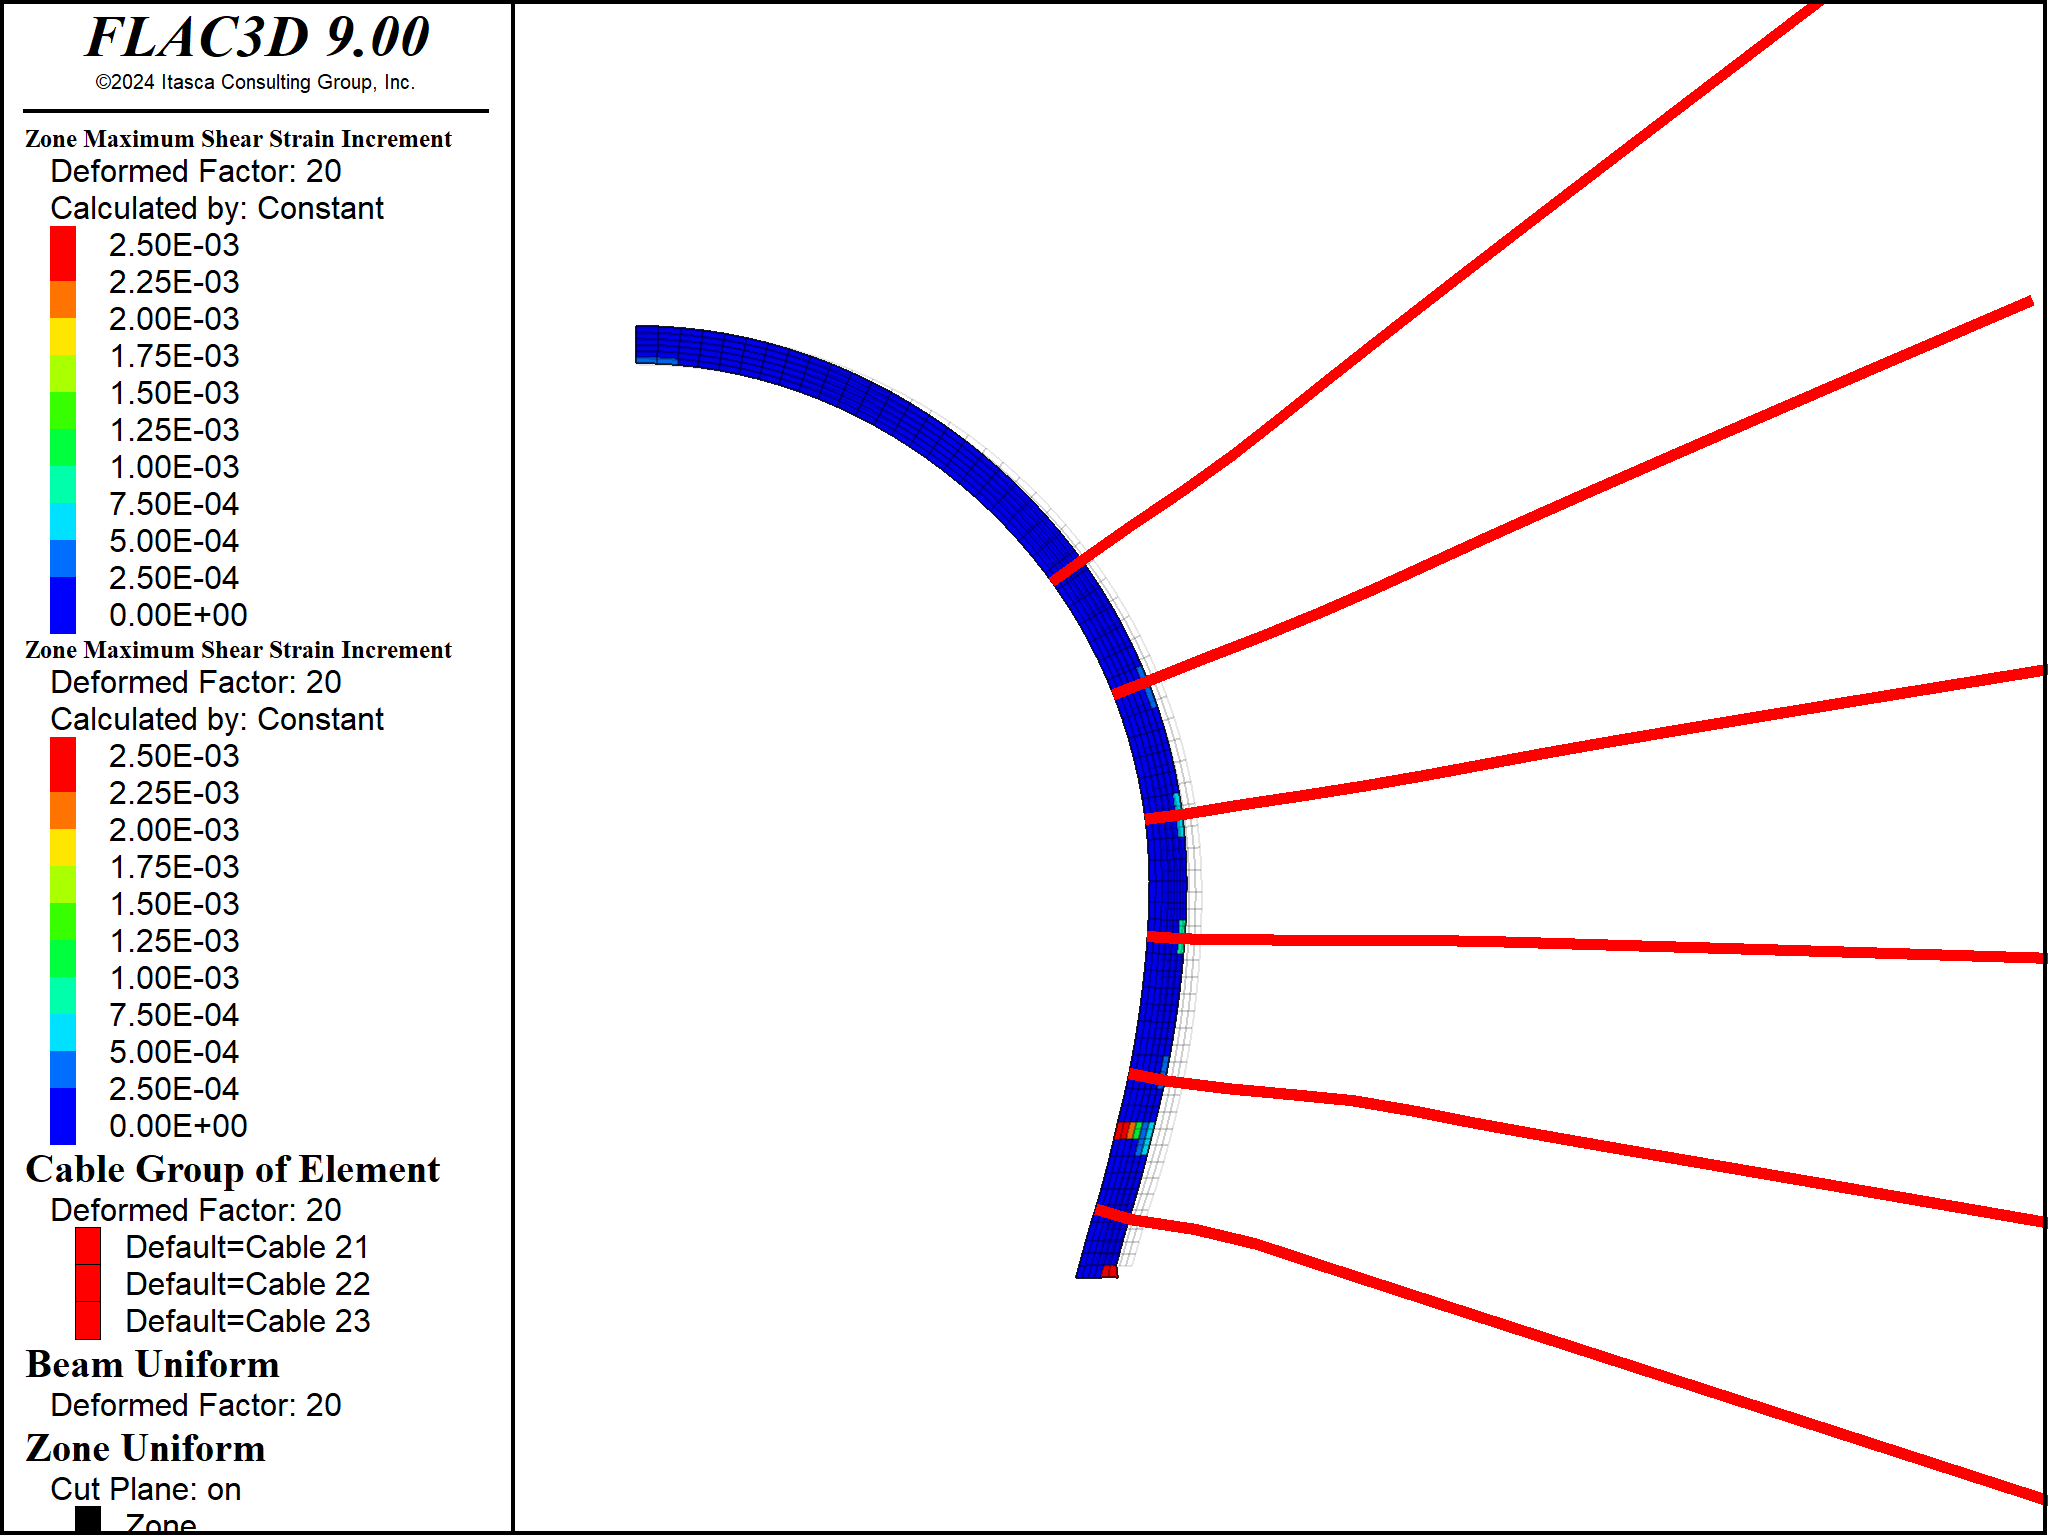 FLAC3D 9.00
©2024 Itasca Consulting Group, Inc.
Zone Maximum Shear Strain Increment
Deformed Factor: 20
Calculated by: Constant
2.50E-03
2.25E-03
2.00E-03
1.75E-03
1.50E-03
1.25E-03
1.00E-03
7.50E-04
5.00E-04
2.50E-04
0.00E+00
Zone Maximum Shear Strain Increment
Deformed Factor: 20
Calculated by: Constant
2.50E-03
2.25E-03
2.00E-03
1.75E-03
1.50E-03
1.25E-03
1.00E-03
7.50E-04
5.00E-04
2.50E-04
0.00E+00
Cable Group of Element
Deformed Factor: 20
Default=Cable 21
Default=Cable 22
Default=Cable 23
Beam Uniform
Deformed Factor: 20
Zone Uniform
Cut Plane: on
Zone